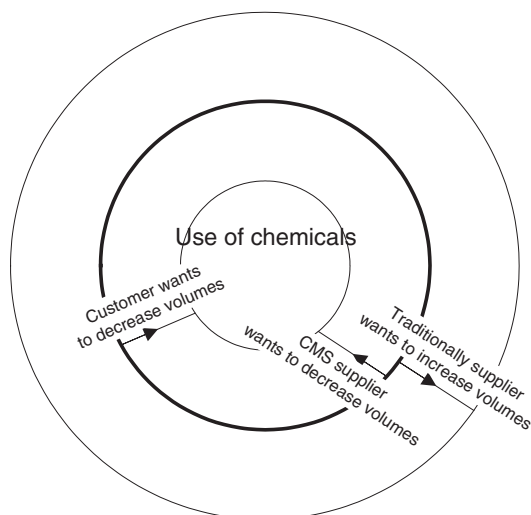 Use of chemicals
Customer wants
to decrease volumes
CMS supplier
wants to decrease volumes
Traditionally supplier
wants to increase volumes